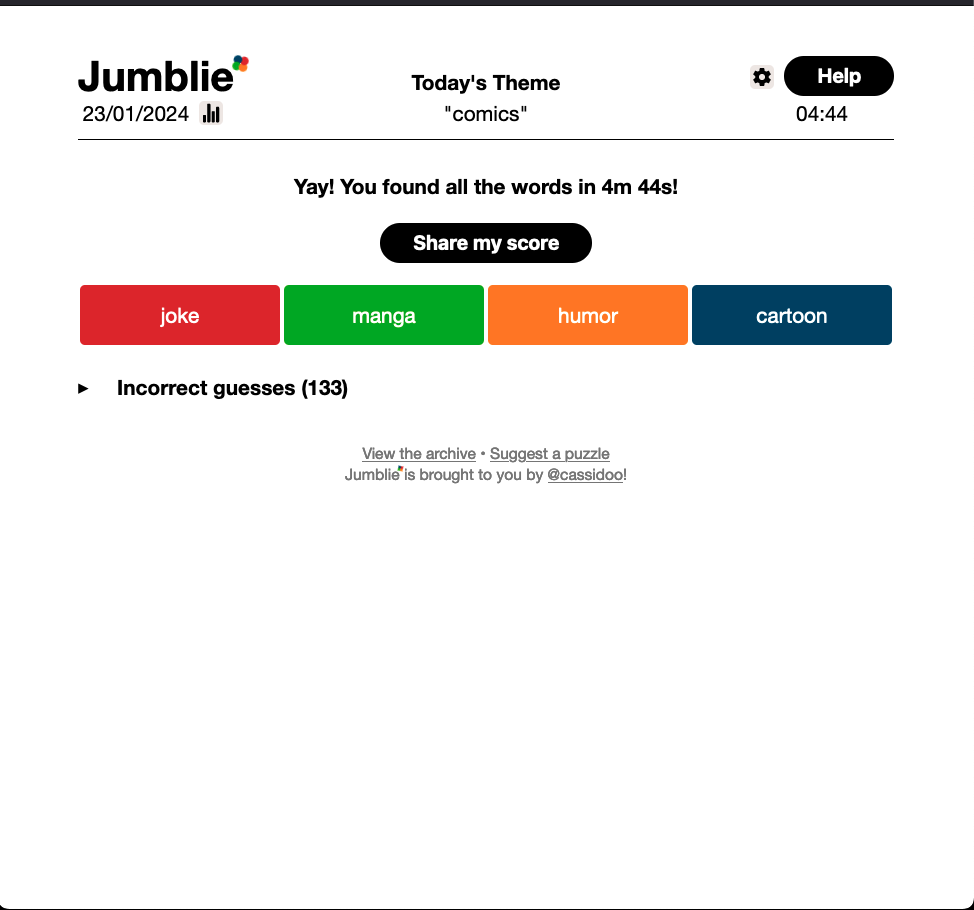 Jumblie
23/01/2024
Today's Theme
"comics"
Help
04:44
Yay! You found all the words in 4m 44s!
Share my score
joke
manga
humor
cartoon
► Incorrect guesses (133)
View the archive • Suggest a puzzle
Jumblie is brought to you by @cassidoo!